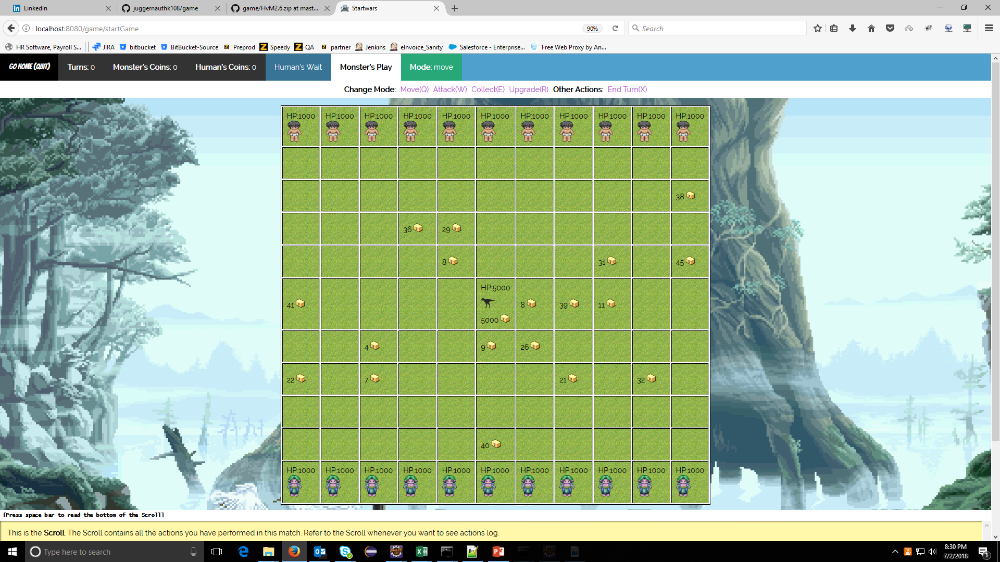 LinkedIn
juggernauthk108/game
game/HvM2.6.zip at mast...
Startwars
localhost:8080/game/startGame
90%
Search
HR Software, Payroll S...
JIRA
bitbucket
BitBucket-Source
Preprod
Speedy
QA
partner
Jenkins
eInvoice_Sanity
Salesforce - Enterprise...
Free Web Proxy by An...
GO HOME (QUIT)
Turns: 0
Monster's Coins: 0
Human's Coins: 0
Human's Wait
Monster's Play
Mode: move
Change Mode: Move(Q) Attack(W) Collect(E) Upgrade(R) Other Actions: End Turn(X)
HP:1000 HP:1000 HP:1000 HP:1000 HP:1000 HP:1000 HP:1000 HP:1000 HP:1000 HP:1000 HP:1000
38
36 29
8 31 45
HP:5000
41 8 39 11
5000
4 9 26
22 7 21 32
40
HP:1000 HP:1000 HP:1000 HP:1000 HP:1000 HP:1000 HP:1000 HP:1000 HP:1000 HP:1000 HP:1000
[Press space bar to read the bottom of the Scroll]
This is the Scroll. The Scroll contains all the actions you have performed in this match. Refer to the Scroll whenever you want to see actions log.
Type here to search
8:30 PM
7/2/2018
1